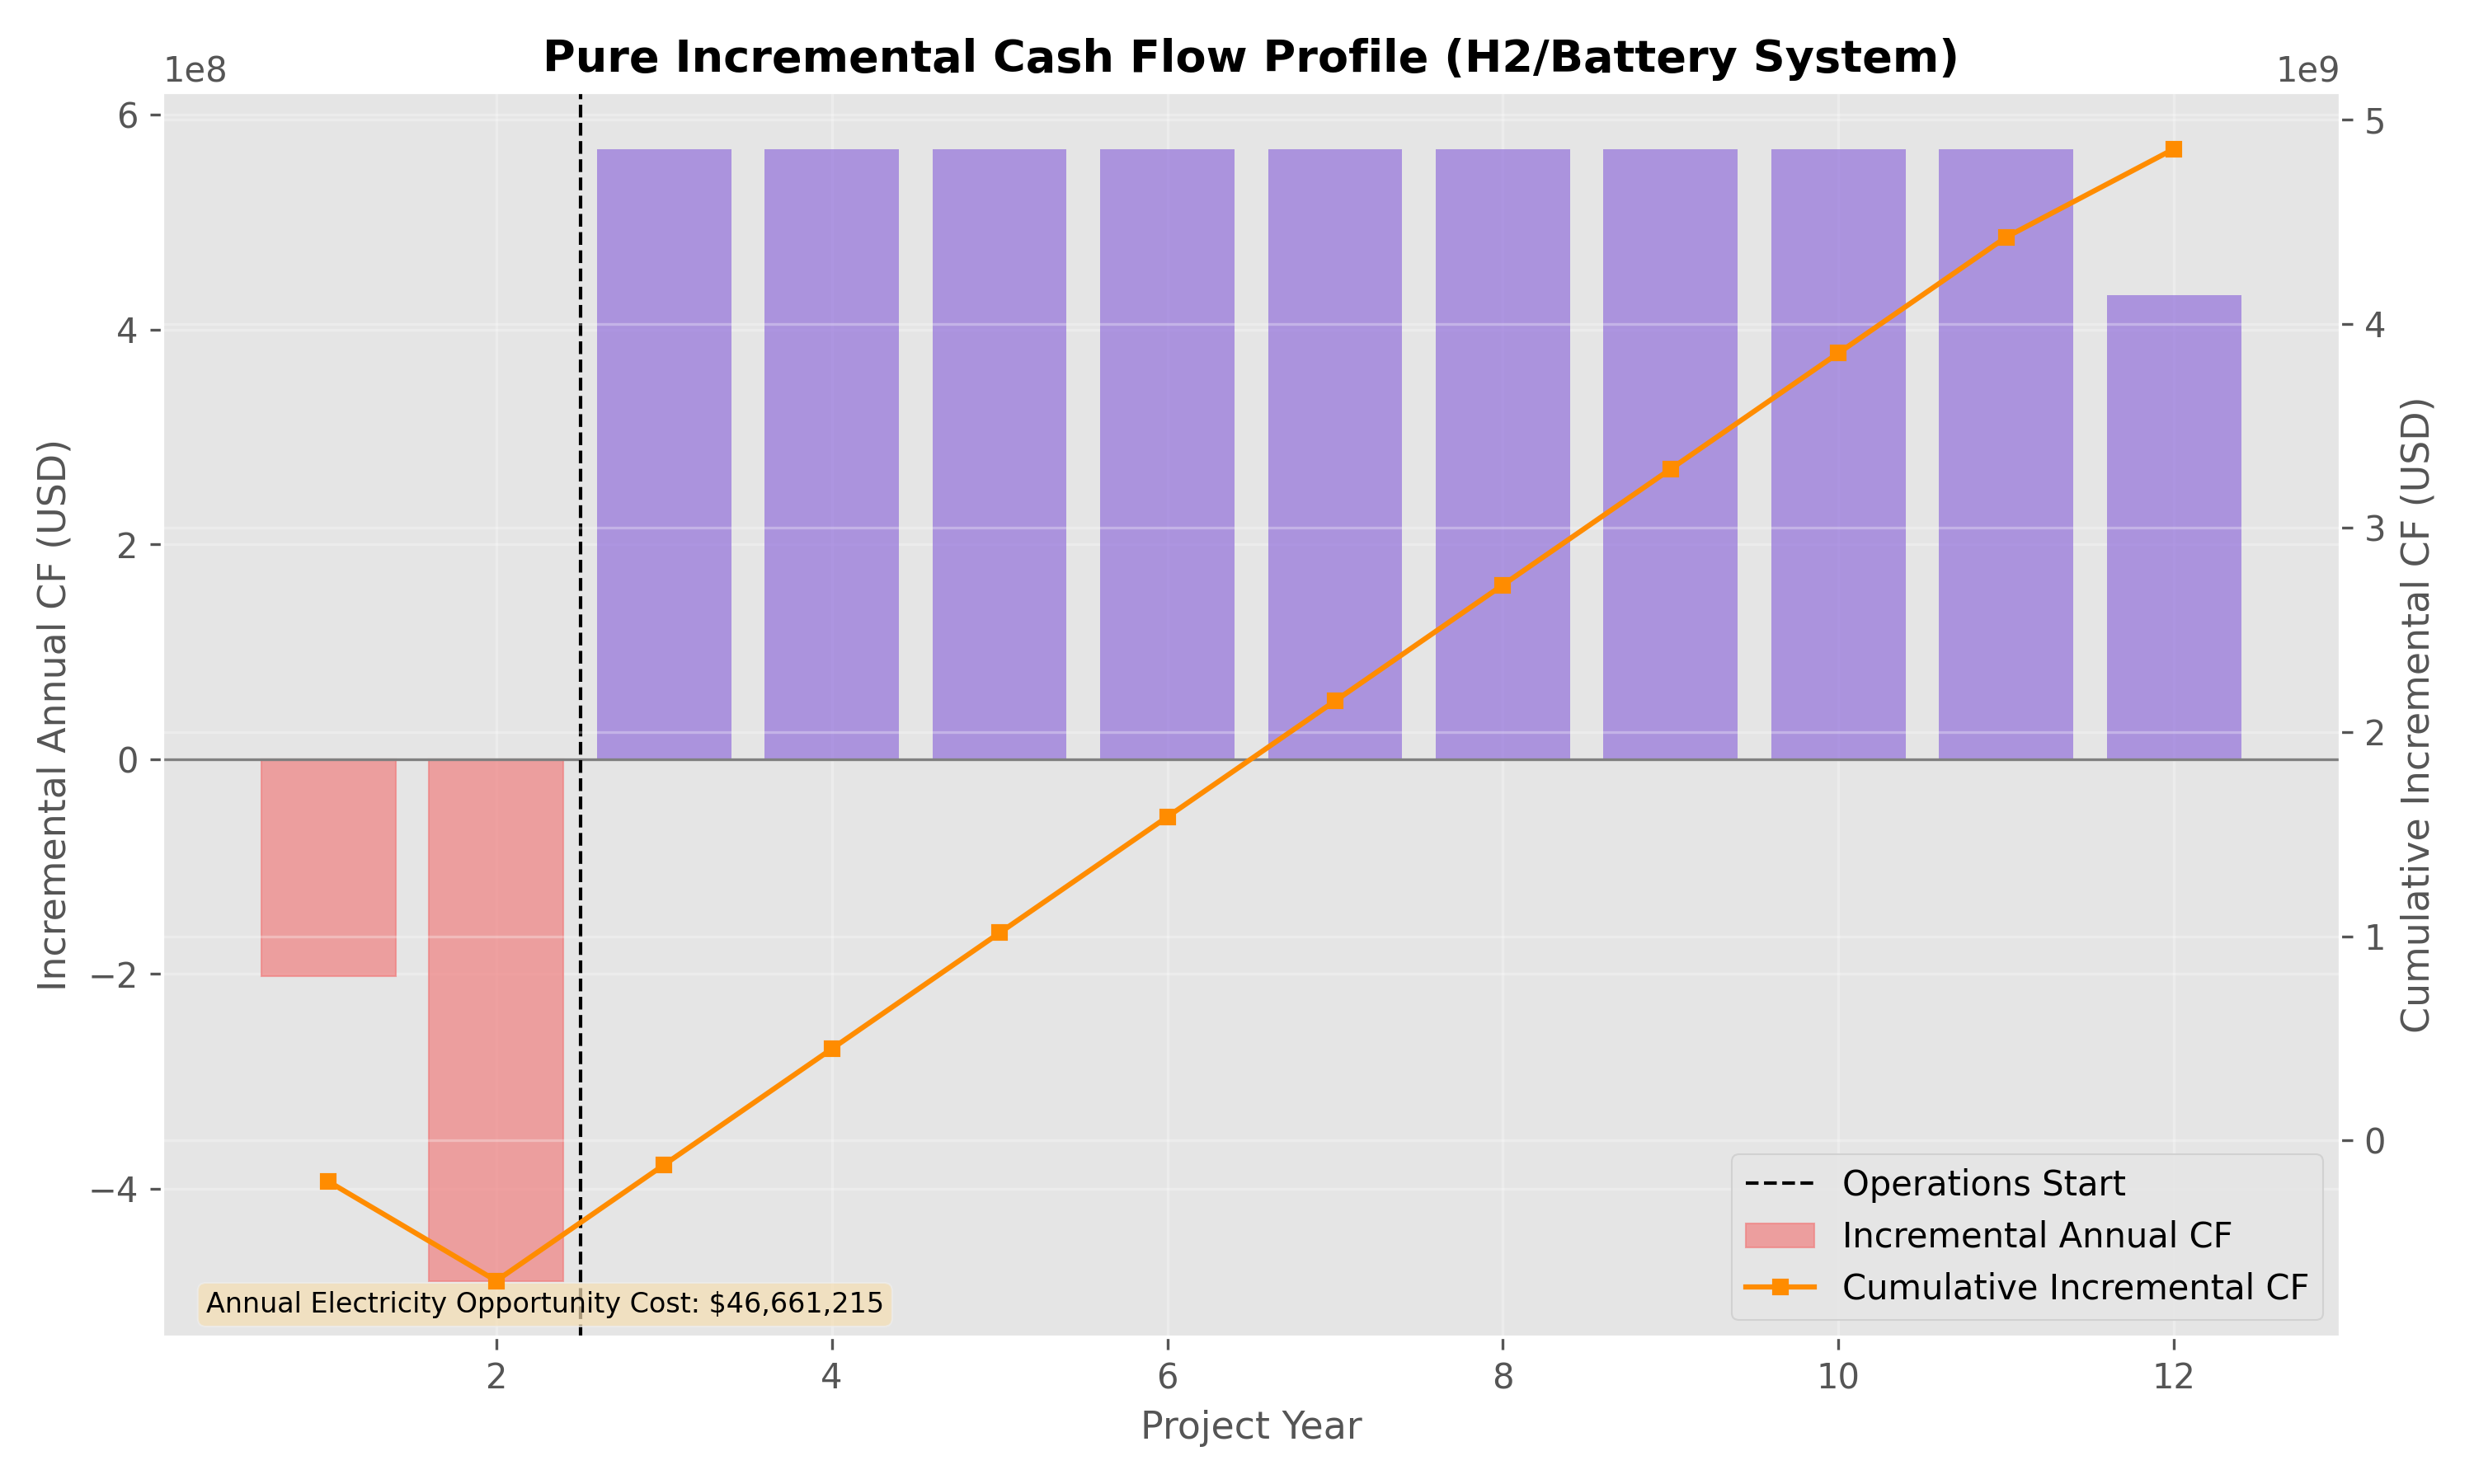 Pure Incremental Cash Flow Profile (H2/Battery System)
1e8
1e9
6
4
2
0
−2
−4
Incremental Annual CF (USD)
5
4
3
2
1
0
Cumulative Incremental CF (USD)
Operations Start
Incremental Annual CF
Cumulative Incremental CF
Annual Electricity Opportunity Cost: $46,661,215
2
4
6
8
10
12
Project Year